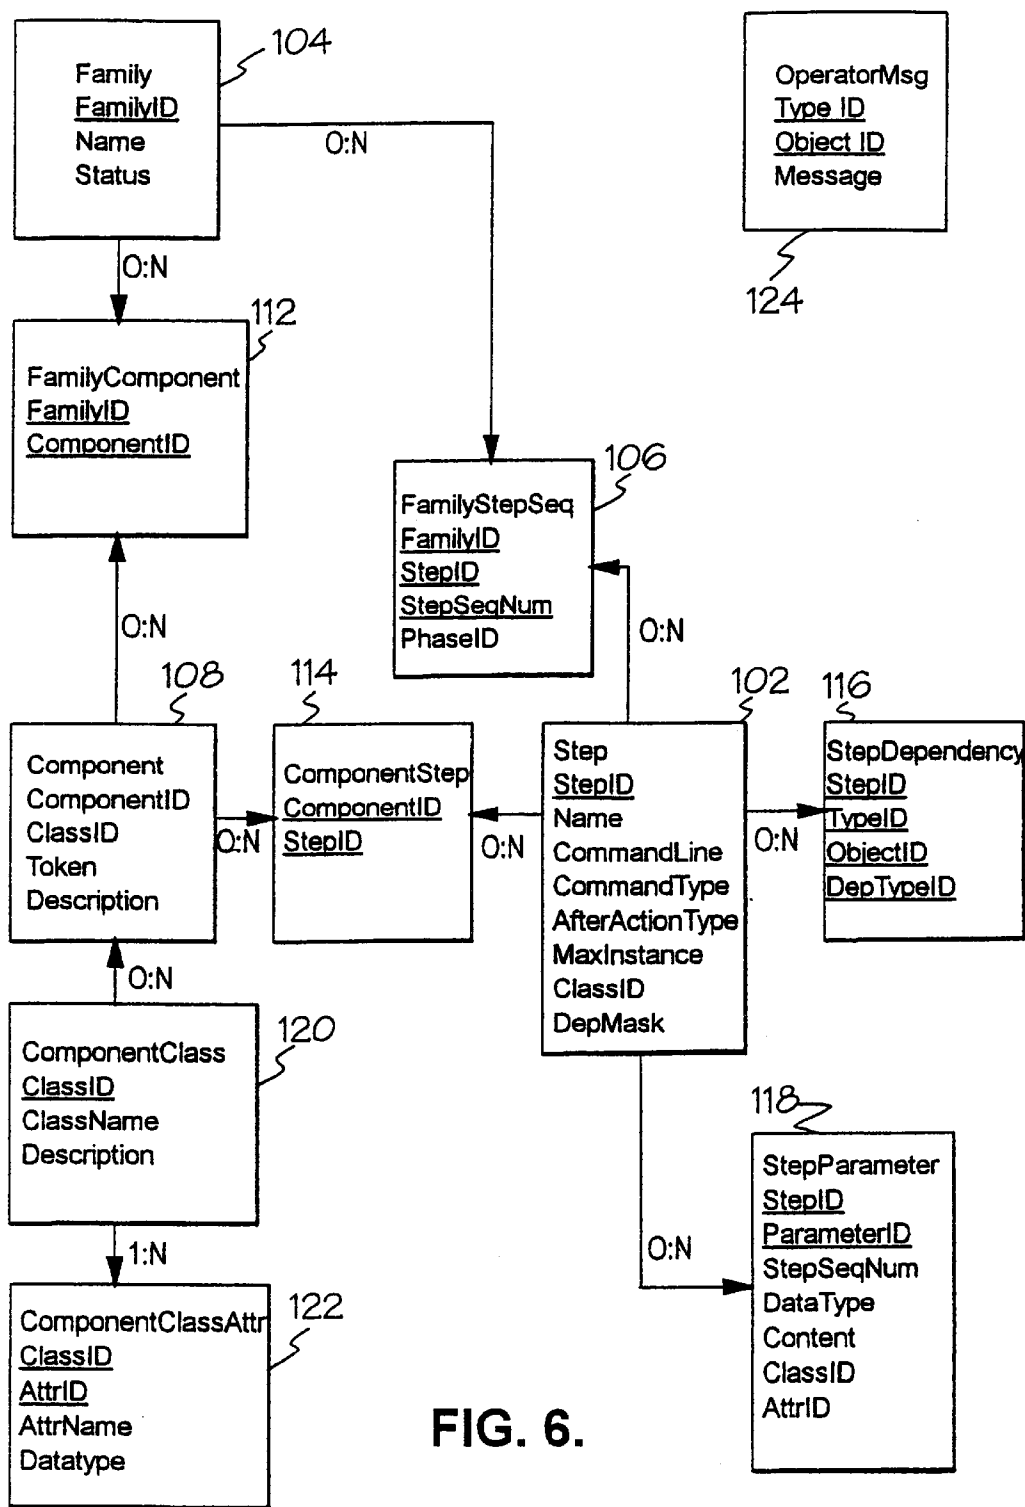 104
Family
FamilyID
Name
Status
OperatorMsg
Type ID
Object ID
Message
124
0:N
0:N
112
FamilyComponent
FamilyID
ComponentID
106
FamilyStepSeq
FamilyID
StepID
StepSeqNum
PhaseID
0:N
0:N
108
Component
ComponentID
ClassID
Token
Description
0:N
114
ComponentStep
ComponentID
StepID
0:N
102
Step
StepID
Name
CommandLine
CommandType
AfterActionType
MaxInstance
ClassID
DepMask
0:N
116
StepDependency
StepID
TypeID
ObjectID
DepTypeID
0:N
120
ComponentClass
ClassID
ClassName
Description
1:N
122
ComponentClassAttr
ClassID
AttrID
AttrName
Datatype
0:N
118
StepParameter
StepID
ParameterID
StepSeqNum
DataType
Content
ClassID
AttrID
FIG. 6.